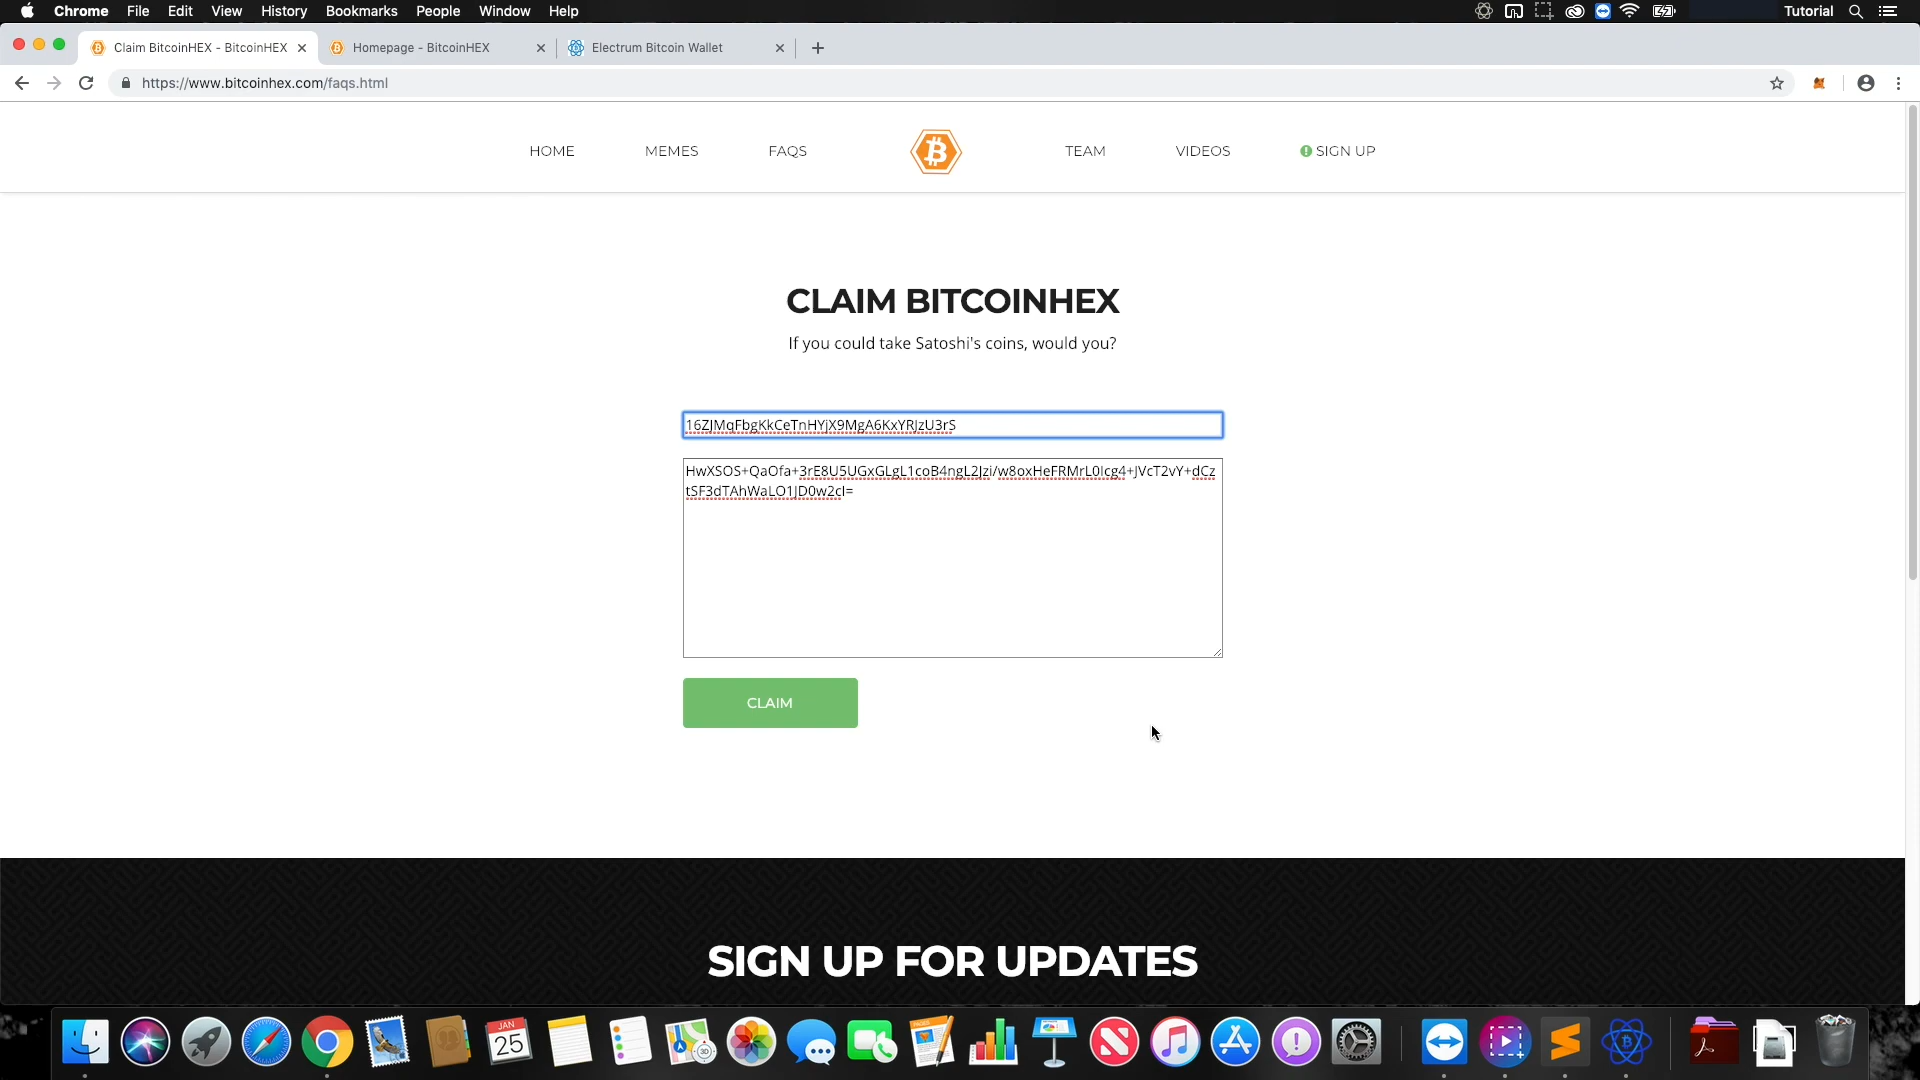 Chrome File Edit View History Bookmarks People Window Help Tutorial
Claim BitcoinHEX - BitcoinHEX Homepage - BitcoinHEX Electrum Bitcoin Wallet
https://www.bitcoinhex.com/faqs.html
HOME MEMES FAQS TEAM VIDEOS SIGN UP
CLAIM BITCOINHEX
If you could take Satoshi's coins, would you?
16ZJMqFbgKkCeTnHYjX9MgA6KxYRJzU3rS
HwXSOS+QaOfa+3rE8U5UGxGLgL1coB4ngL2Jzi/w8oxHeFRMrL0Icg4+JVcT2vY+dCz
tSF3dTAhWaLO1JD0w2cI=
CLAIM
SIGN UP FOR UPDATES
JAN
25
3D